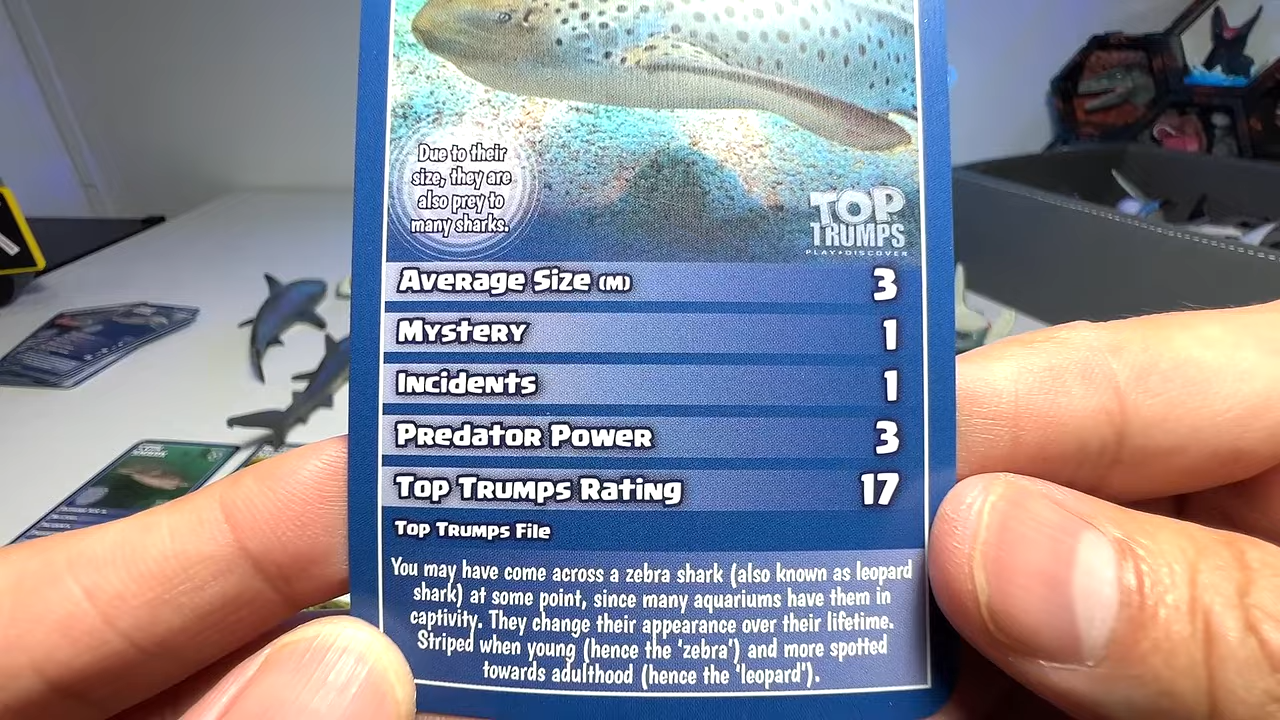 Due to their
size, they are
also prey to
many sharks.
TOP
TRUMPS
PLAY•DISCOVER
Average Size (M) 3
Mystery 1
Incidents 1
Predator Power 3
Top Trumps Rating 17
Top Trumps File
You may have come across a zebra shark (also known as leopard
shark) at some point, since many aquariums have them in
captivity. They change their appearance over their lifetime.
Striped when young (hence the 'zebra') and more spotted
towards adulthood (hence the 'leopard').